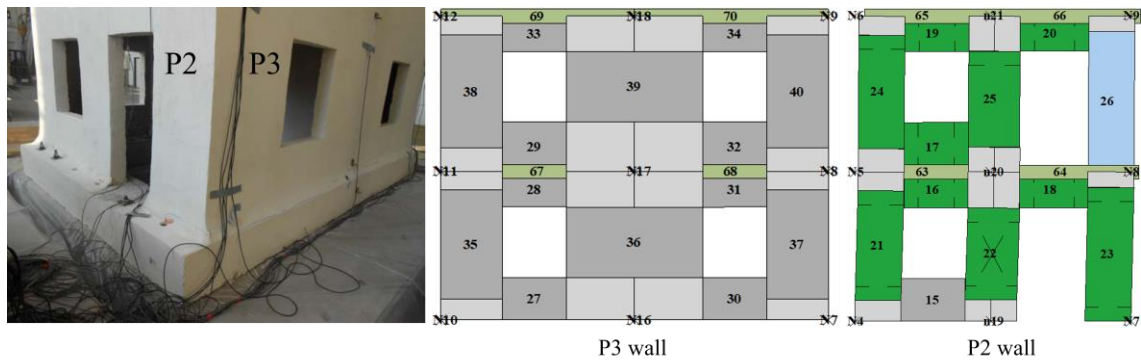 P2 P3
N12 69 N18 70 N9
33 34
38 39 40
29 32
N11 67 N17 68 N8
28 31
35 36 37
27 30
N10 N16 N7
P3 wall
N6 65 n21 66 N9
19 20
24 25 26
17
N5 63 n20 64 N8
16 18
21 22 23
15
N4 n19 N7
P2 wall